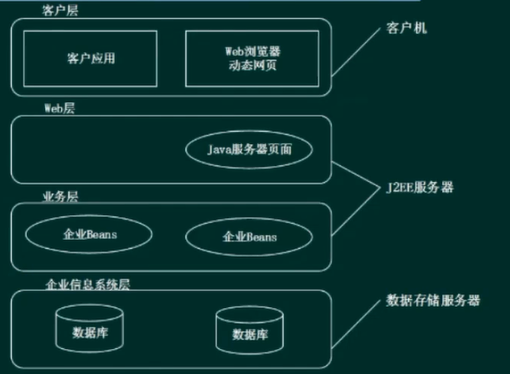 客户层
客户应用
Web浏览器
动态网页
客户机
Web层
Java服务器页面
J2EE服务器
业务层
企业Beans
企业Beans
企业信息系统层
数据库
数据库
数据存储服务器